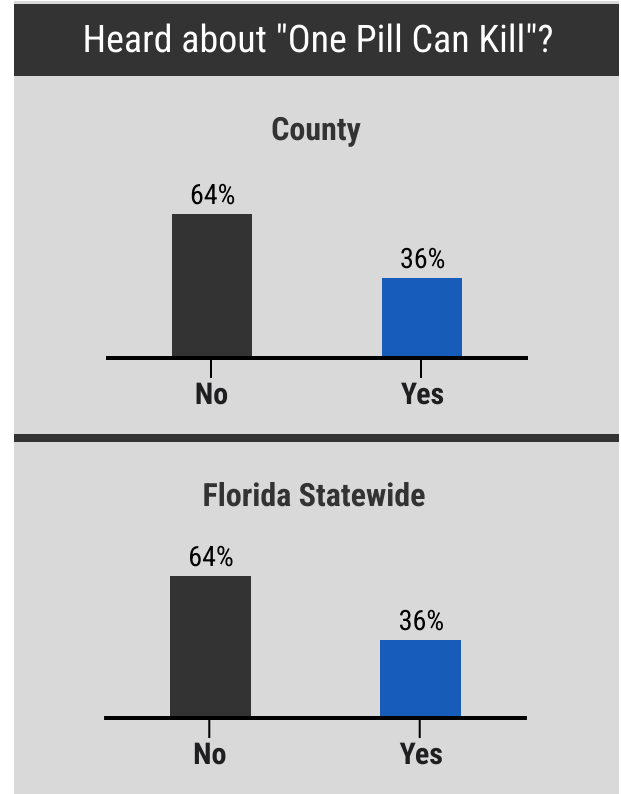 Heard about "One Pill Can Kill"?
County
64%
36%
No
Yes
Florida Statewide
64%
36%
No
Yes